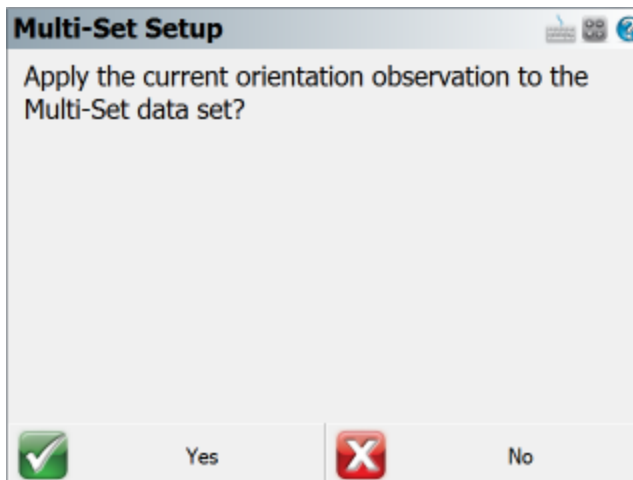 Multi-Set Setup
Apply the current orientation observation to the
Multi-Set data set?
Yes
No